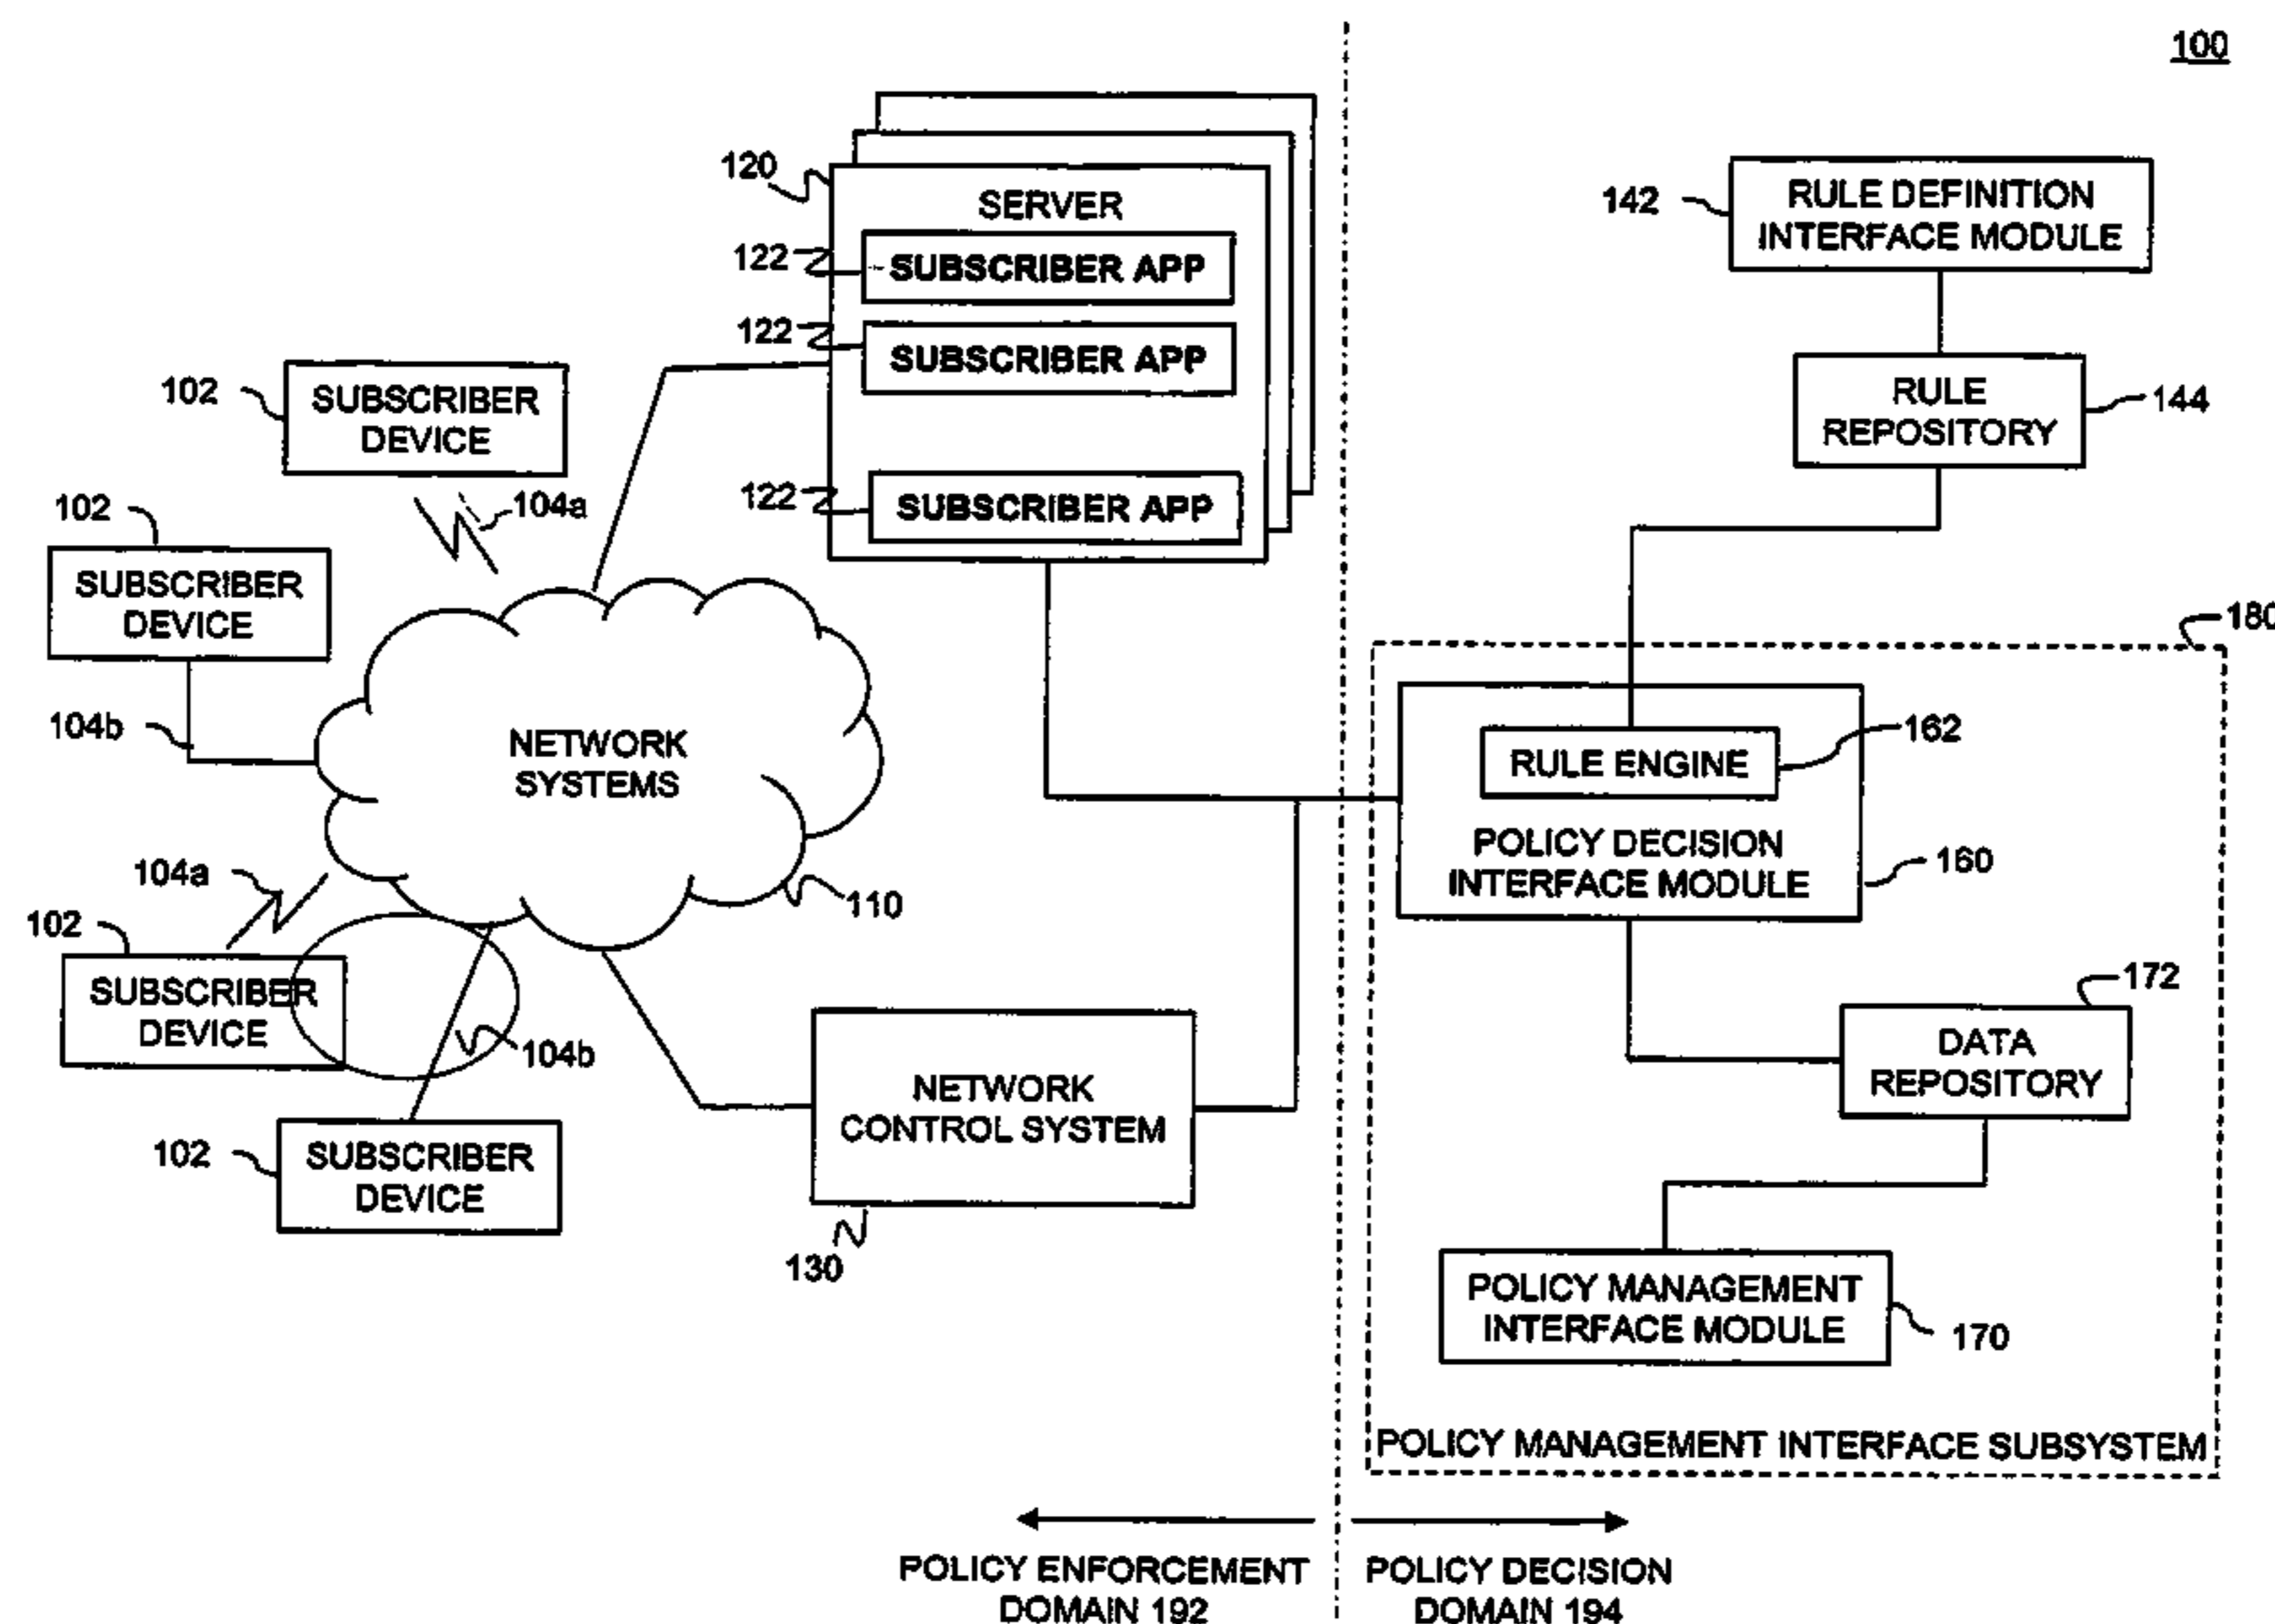 100
120
SERVER
122
SUBSCRIBER APP
122
SUBSCRIBER APP
122
SUBSCRIBER APP
142
RULE DEFINITION
INTERFACE MODULE
RULE
REPOSITORY
144
102
SUBSCRIBER
DEVICE
104a
102
SUBSCRIBER
DEVICE
104b
NETWORK
SYSTEMS
110
104a
102
SUBSCRIBER
DEVICE
104b
102
SUBSCRIBER
DEVICE
NETWORK
CONTROL SYSTEM
130
180
162
RULE ENGINE
POLICY DECISION
INTERFACE MODULE
160
172
DATA
REPOSITORY
POLICY MANAGEMENT
INTERFACE MODULE
170
POLICY MANAGEMENT INTERFACE SUBSYSTEM
POLICY ENFORCEMENT
DOMAIN 192
POLICY DECISION
DOMAIN 194